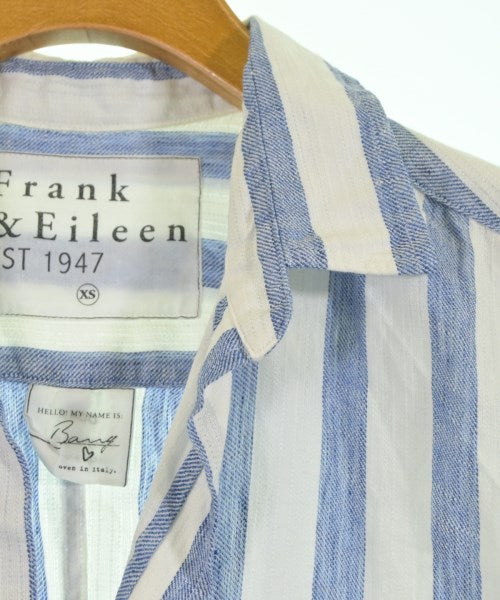 Frank
& Eileen
ST 1947
XS
HELLO! MY NAME IS:
Barry
oven in italy.